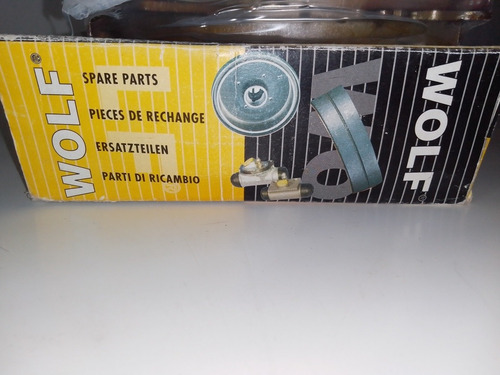 WOLF®
SPARE PARTS
PIECES DE RECHANGE
ERSATZTEILEN
PARTI DI RICAMBIO
WOLF®